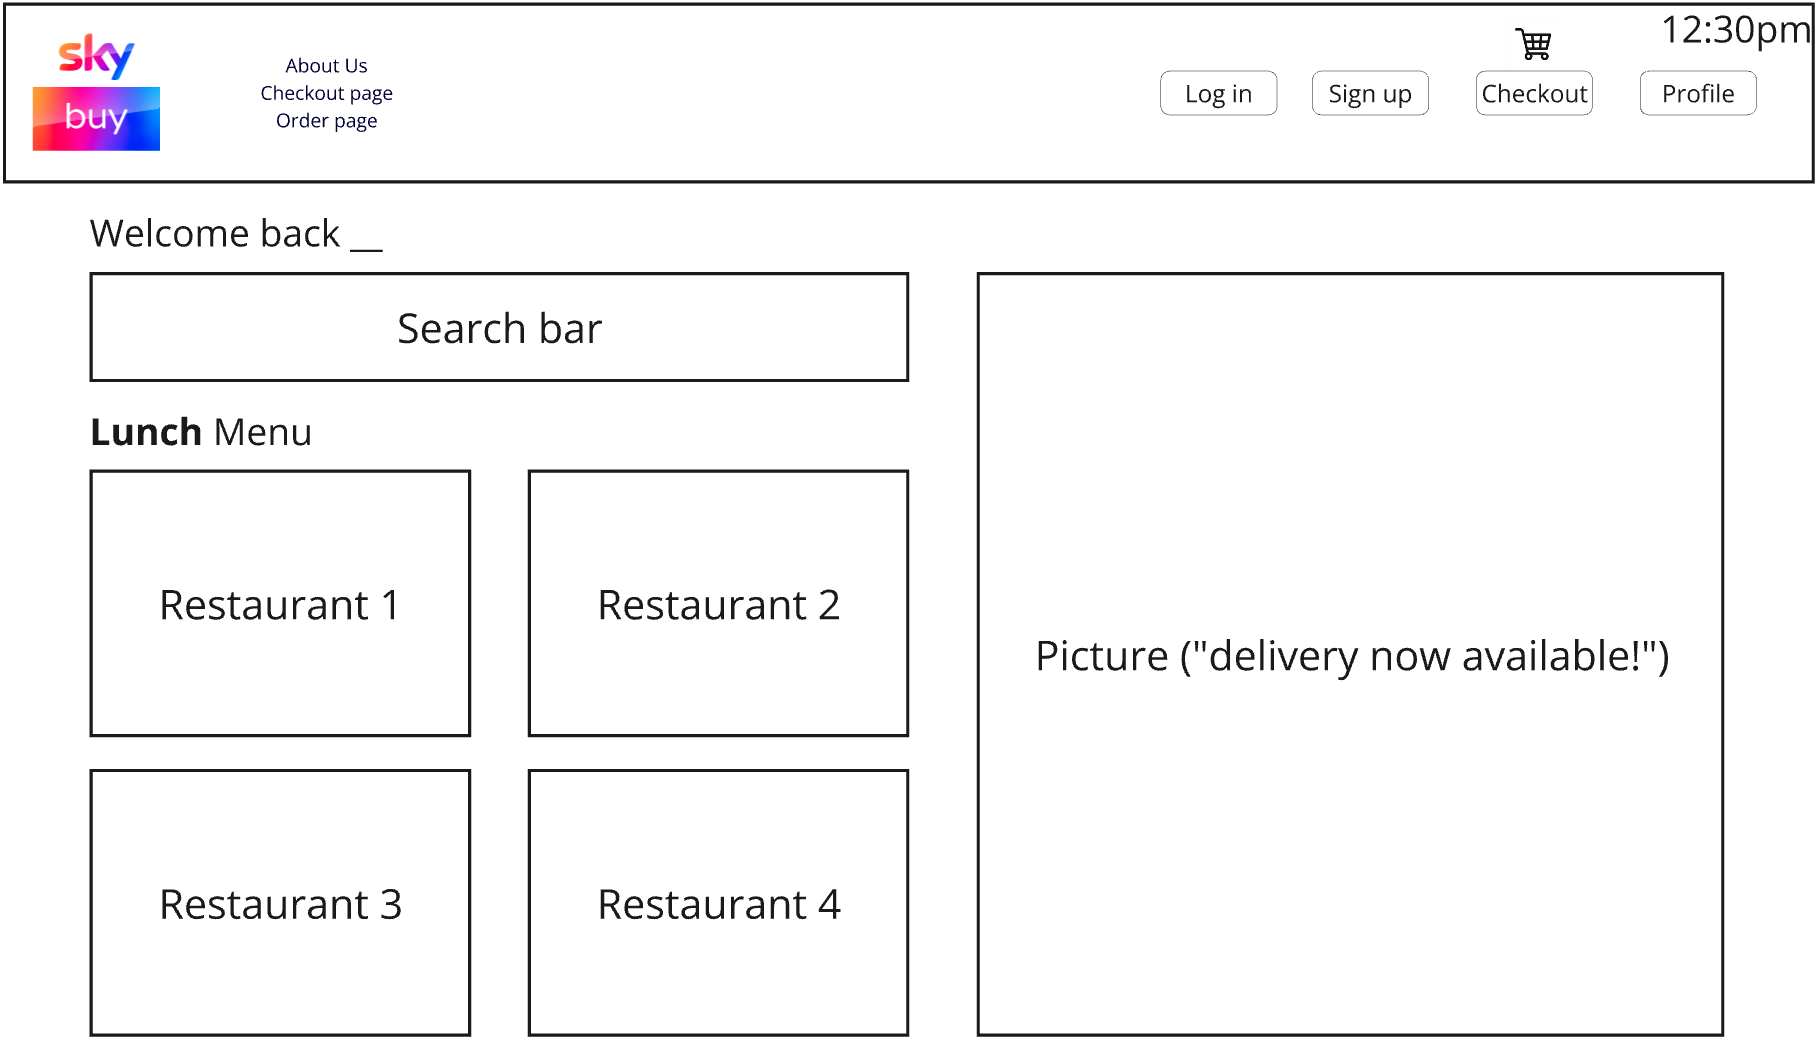 sky
buy
About Us
Checkout page
Order page
Log in
Sign up
Checkout
Profile
12:30pm
Welcome back __
Search bar
Lunch Menu
Restaurant 1
Restaurant 2
Restaurant 3
Restaurant 4
Picture ("delivery now available!")